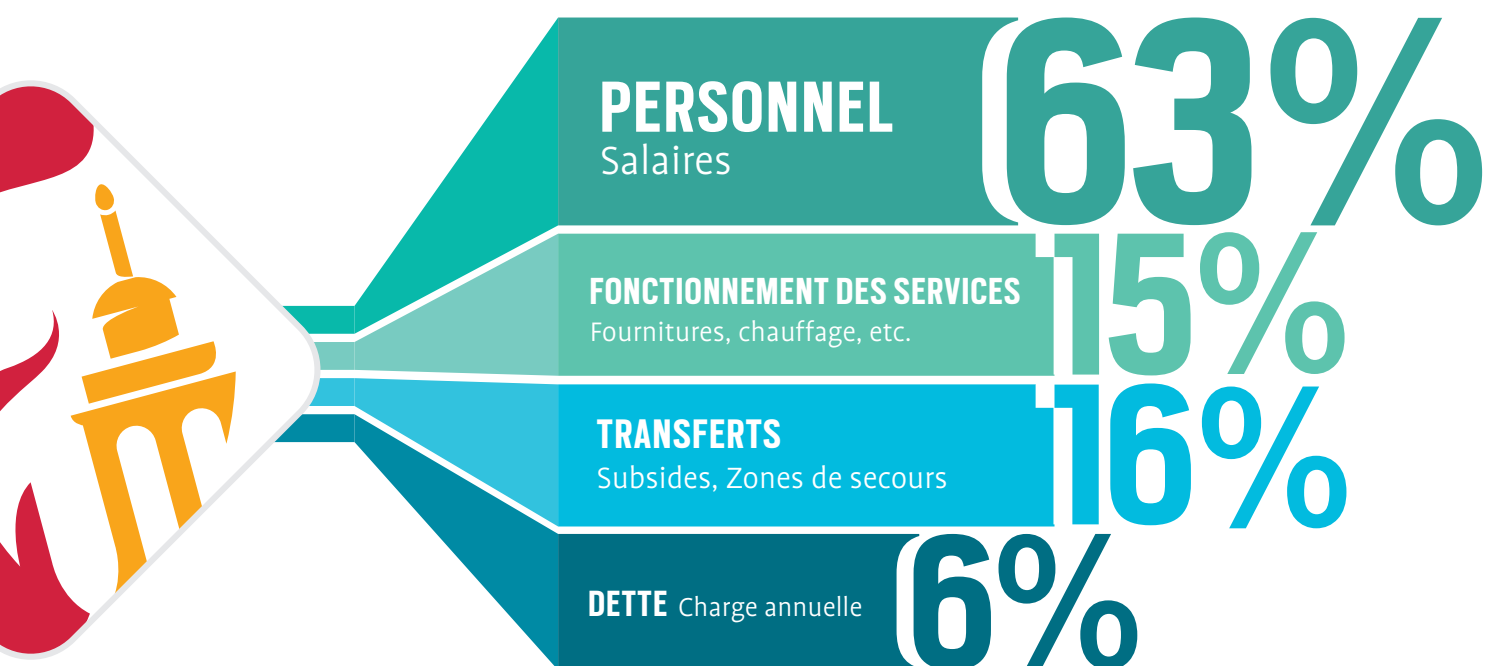 PERSONNEL
Salaires
63%
FONCTIONNEMENT DES SERVICES
Fournitures, chauffage, etc.
15%
TRANSFERTS
Subsides, Zones de secours
16%
DETTE Charge annuelle
6%